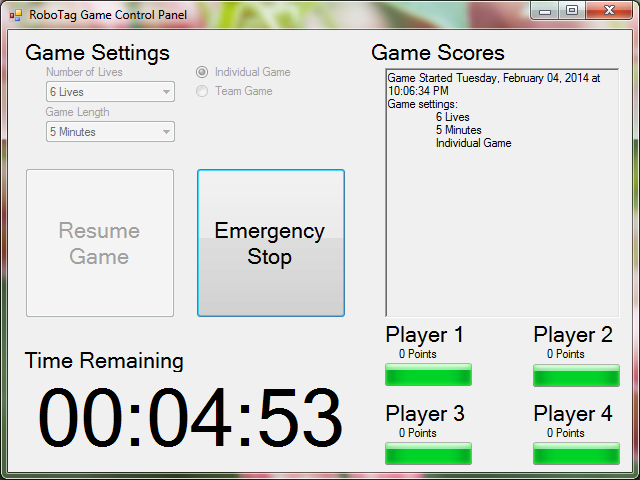 RoboTag Game Control Panel
Game Settings
Number of Lives
6 Lives
Game Length
5 Minutes
Individual Game
Team Game
Resume
Game
Emergency
Stop
Time Remaining
00:04:53
Game Scores
Game Started Tuesday, February 04, 2014 at
10:06:34 PM
Game settings:
6 Lives
5 Minutes
Individual Game
Player 1
0 Points
Player 2
0 Points
Player 3
0 Points
Player 4
0 Points